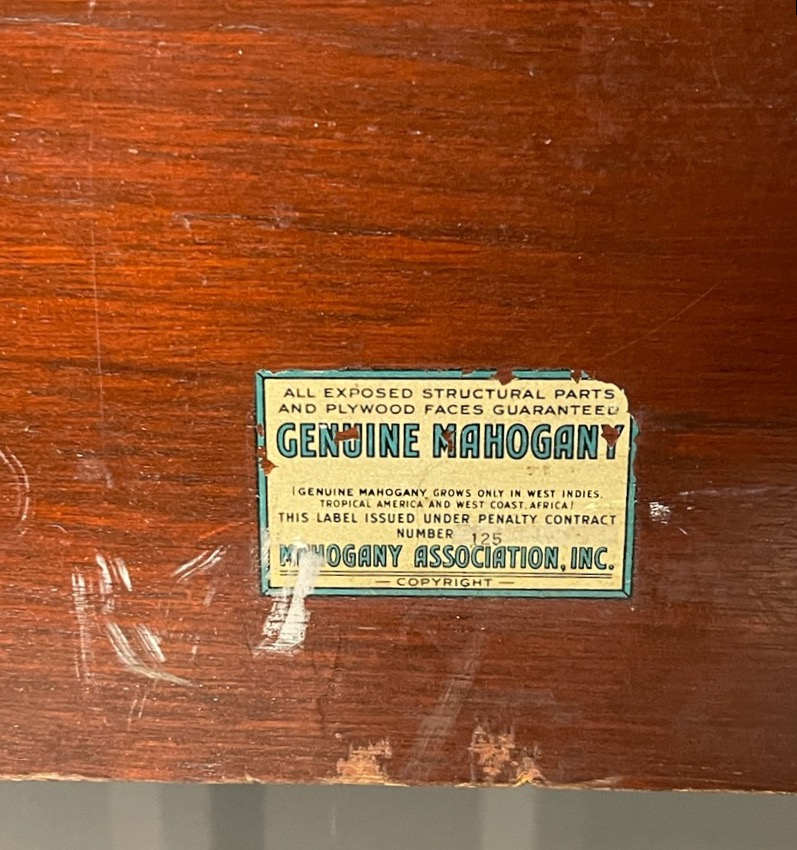 ALL EXPOSED STRUCTURAL PARTS
AND PLYWOOD FACES GUARANTEED
GENUINE MAHOGANY
(GENUINE MAHOGANY GROWS ONLY IN WEST INDIES,
TROPICAL AMERICA AND WEST COAST, AFRICA)
THIS LABEL ISSUED UNDER PENALTY CONTRACT
NUMBER 125
MAHOGANY ASSOCIATION, INC.
— COPYRIGHT —